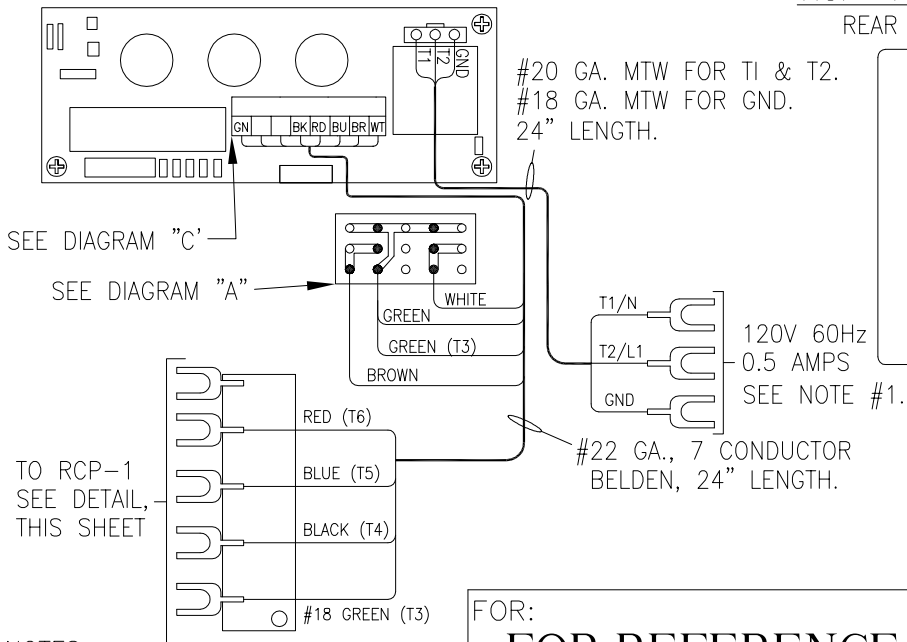 REAR
T1
T2
GND
#20 GA. MTW FOR TI & T2.
#18 GA. MTW FOR GND.
24" LENGTH.
GN BK RD BU BR WT
SEE DIAGRAM "C'
SEE DIAGRAM "A"
WHITE
GREEN
GREEN (T3)
BROWN
T1/N
T2/L1
GND
120V 60Hz
0.5 AMPS
SEE NOTE #1.
#22 GA., 7 CONDUCTOR
BELDEN, 24" LENGTH.
TO RCP-1
SEE DETAIL,
THIS SHEET
RED (T6)
BLUE (T5)
BLACK (T4)
#18 GREEN (T3)
FOR: